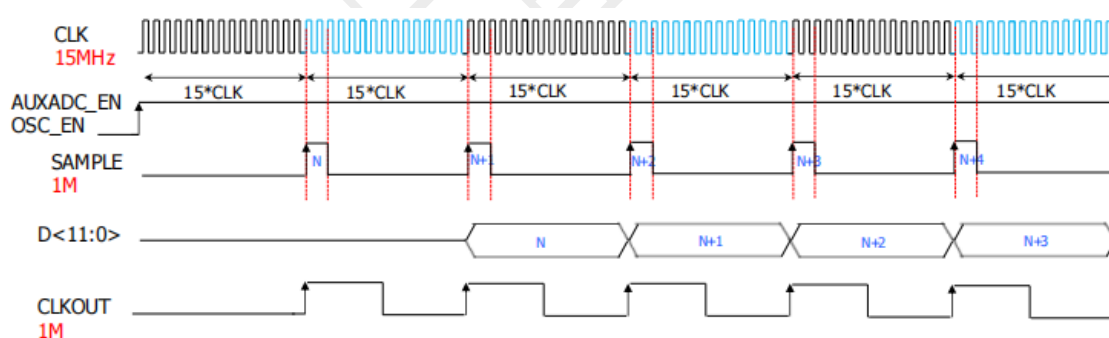 CLK
15MHz
15*CLK 15*CLK 15*CLK 15*CLK 15*CLK 15*CLK
AUXADC_EN
OSC_EN
SAMPLE N N+1 N+2 N+3 N+4
1M
D<11:0> N N+1 N+2 N+3
CLKOUT
1M